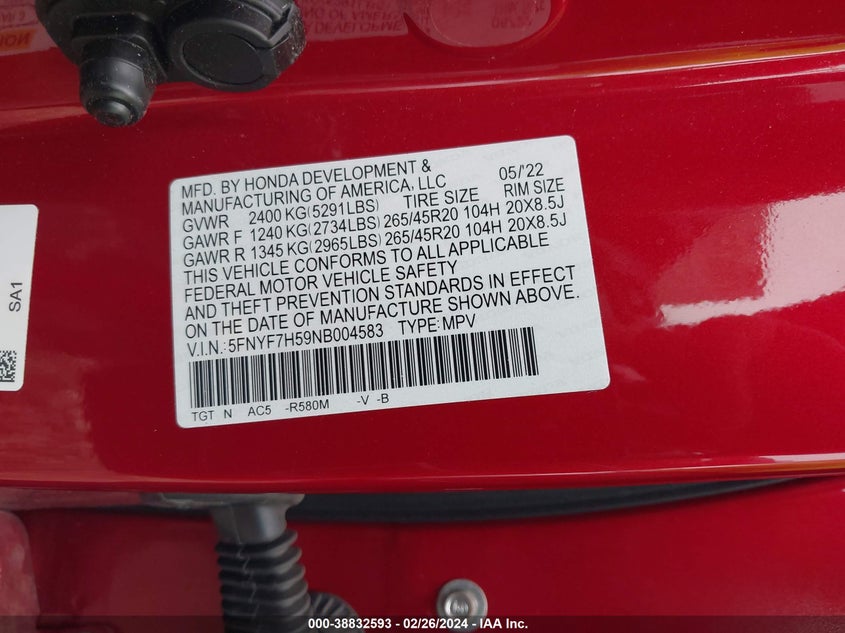 MFD. BY HONDA DEVELOPMENT &
MANUFACTURING OF AMERICA, LLC 05/'22
GVWR 2400 KG(5291LBS) TIRE SIZE RIM SIZE
GAWR F 1240 KG(2734LBS) 265/45R20 104H 20X8.5J
GAWR R 1345 KG(2965LBS) 265/45R20 104H 20X8.5J
THIS VEHICLE CONFORMS TO ALL APPLICABLE
FEDERAL MOTOR VEHICLE SAFETY
AND THEFT PREVENTION STANDARDS IN EFFECT
ON THE DATE OF MANUFACTURE SHOWN ABOVE.
V.I.N.:5FNYF7H59NB004583 TYPE:MPV
TGT N AC5 -R580M -V -B
SA1
000-38832593 - 02/26/2024 - IAA Inc.